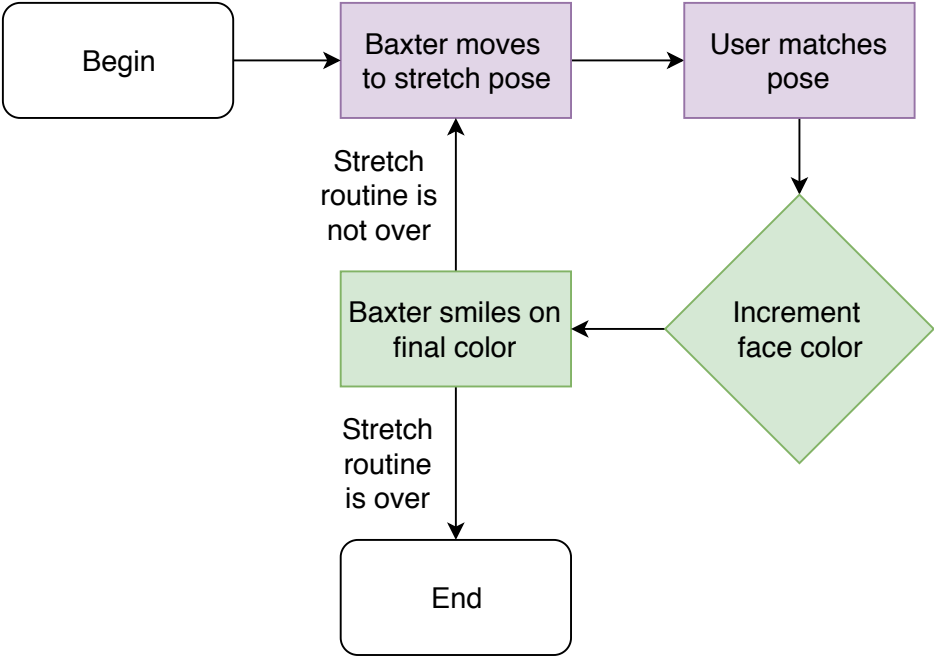 Begin
Baxter moves
to stretch pose
User matches
pose
Stretch
routine is
not over
Baxter smiles on
final color
Increment
face color
Stretch
routine
is over
End